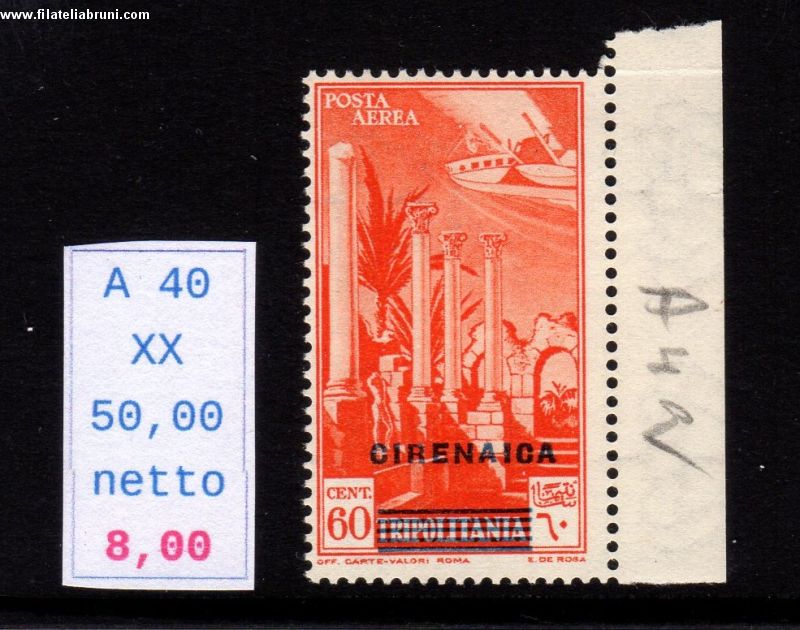 www.filateliabruni.com
A 40
XX
50,00
netto
8,00
POSTA
AEREA
CIRENAICA
CENT.
60
TRIPOLITANIA
٦٠
OFF. CARTE-VALORI ROMA
E. DE ROSA